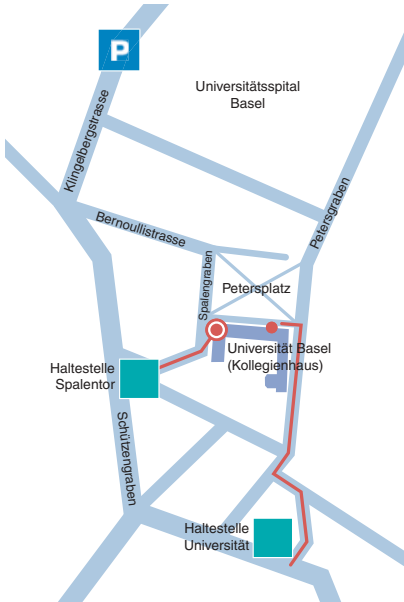 P
Universitätsspital
Basel
Klingelbergstrasse
Petersgraben
Bernoullistrasse
Spalengraben
Petersplatz
Universität Basel
(Kollegienhaus)
Haltestelle
Spalentor
Schützengraben
Haltestelle
Universität